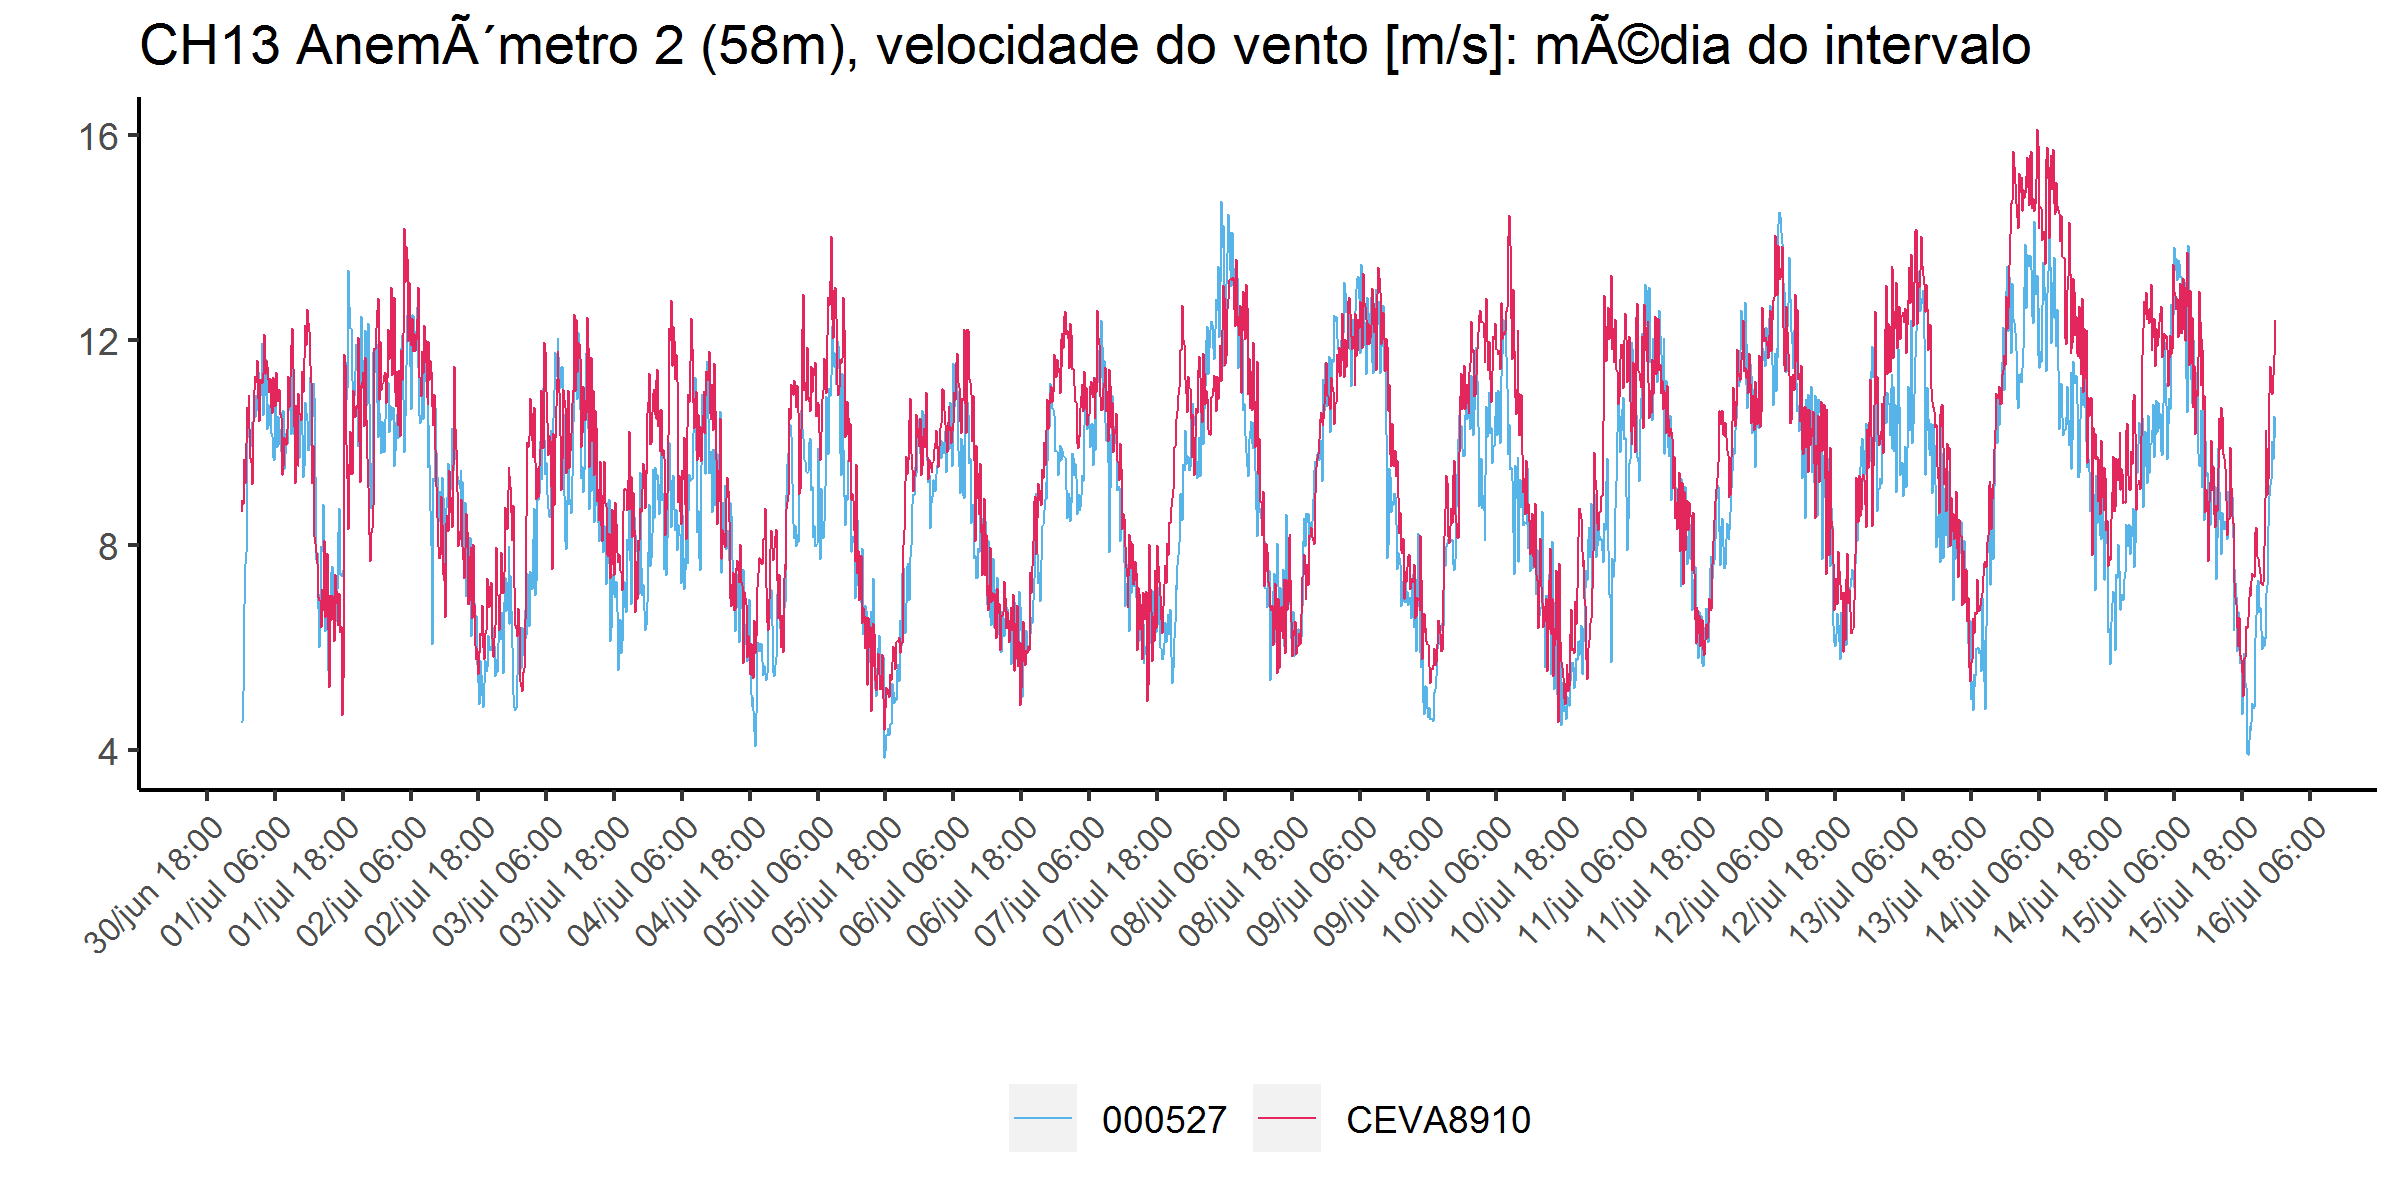 CH13 AnemÃ´metro 2 (58m), velocidade do vento [m/s]: mÃ©dia do intervalo
16
12
8
4
30/jun 18:00
01/jul 06:00
01/jul 18:00
02/jul 06:00
02/jul 18:00
03/jul 06:00
03/jul 18:00
04/jul 06:00
04/jul 18:00
05/jul 06:00
05/jul 18:00
06/jul 06:00
06/jul 18:00
07/jul 06:00
07/jul 18:00
08/jul 06:00
08/jul 18:00
09/jul 06:00
09/jul 18:00
10/jul 06:00
10/jul 18:00
11/jul 06:00
11/jul 18:00
12/jul 06:00
12/jul 18:00
13/jul 06:00
13/jul 18:00
14/jul 06:00
14/jul 18:00
15/jul 06:00
15/jul 18:00
16/jul 06:00
000527
CEVA8910